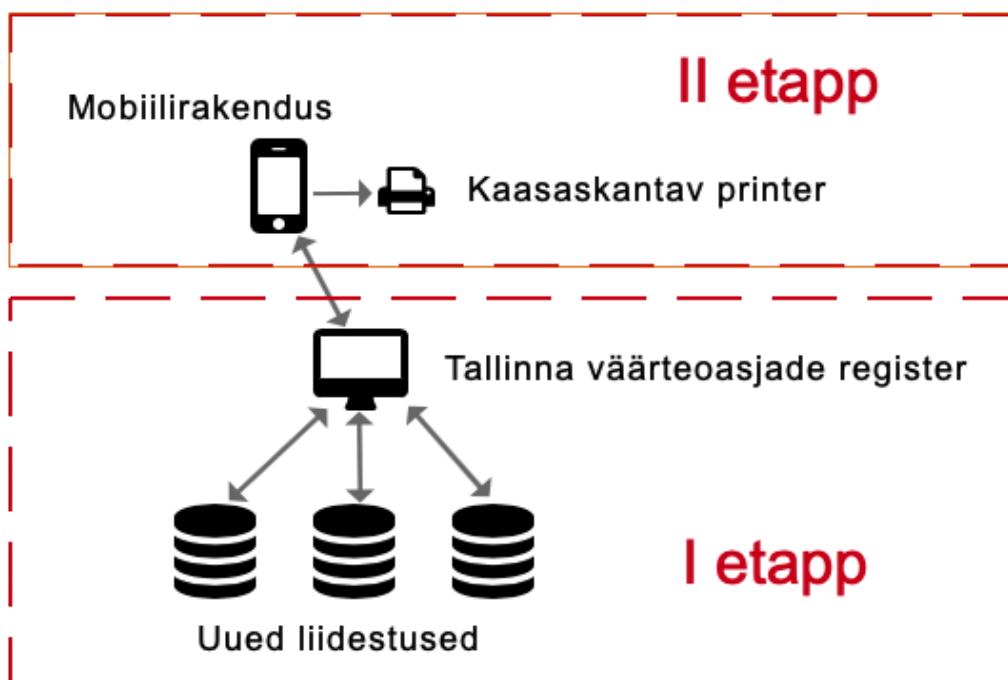 II etapp
Mobiilirakendus
Kaasaskantav printer
Tallinna väärteoasjade register
I etapp
Uued liidestused